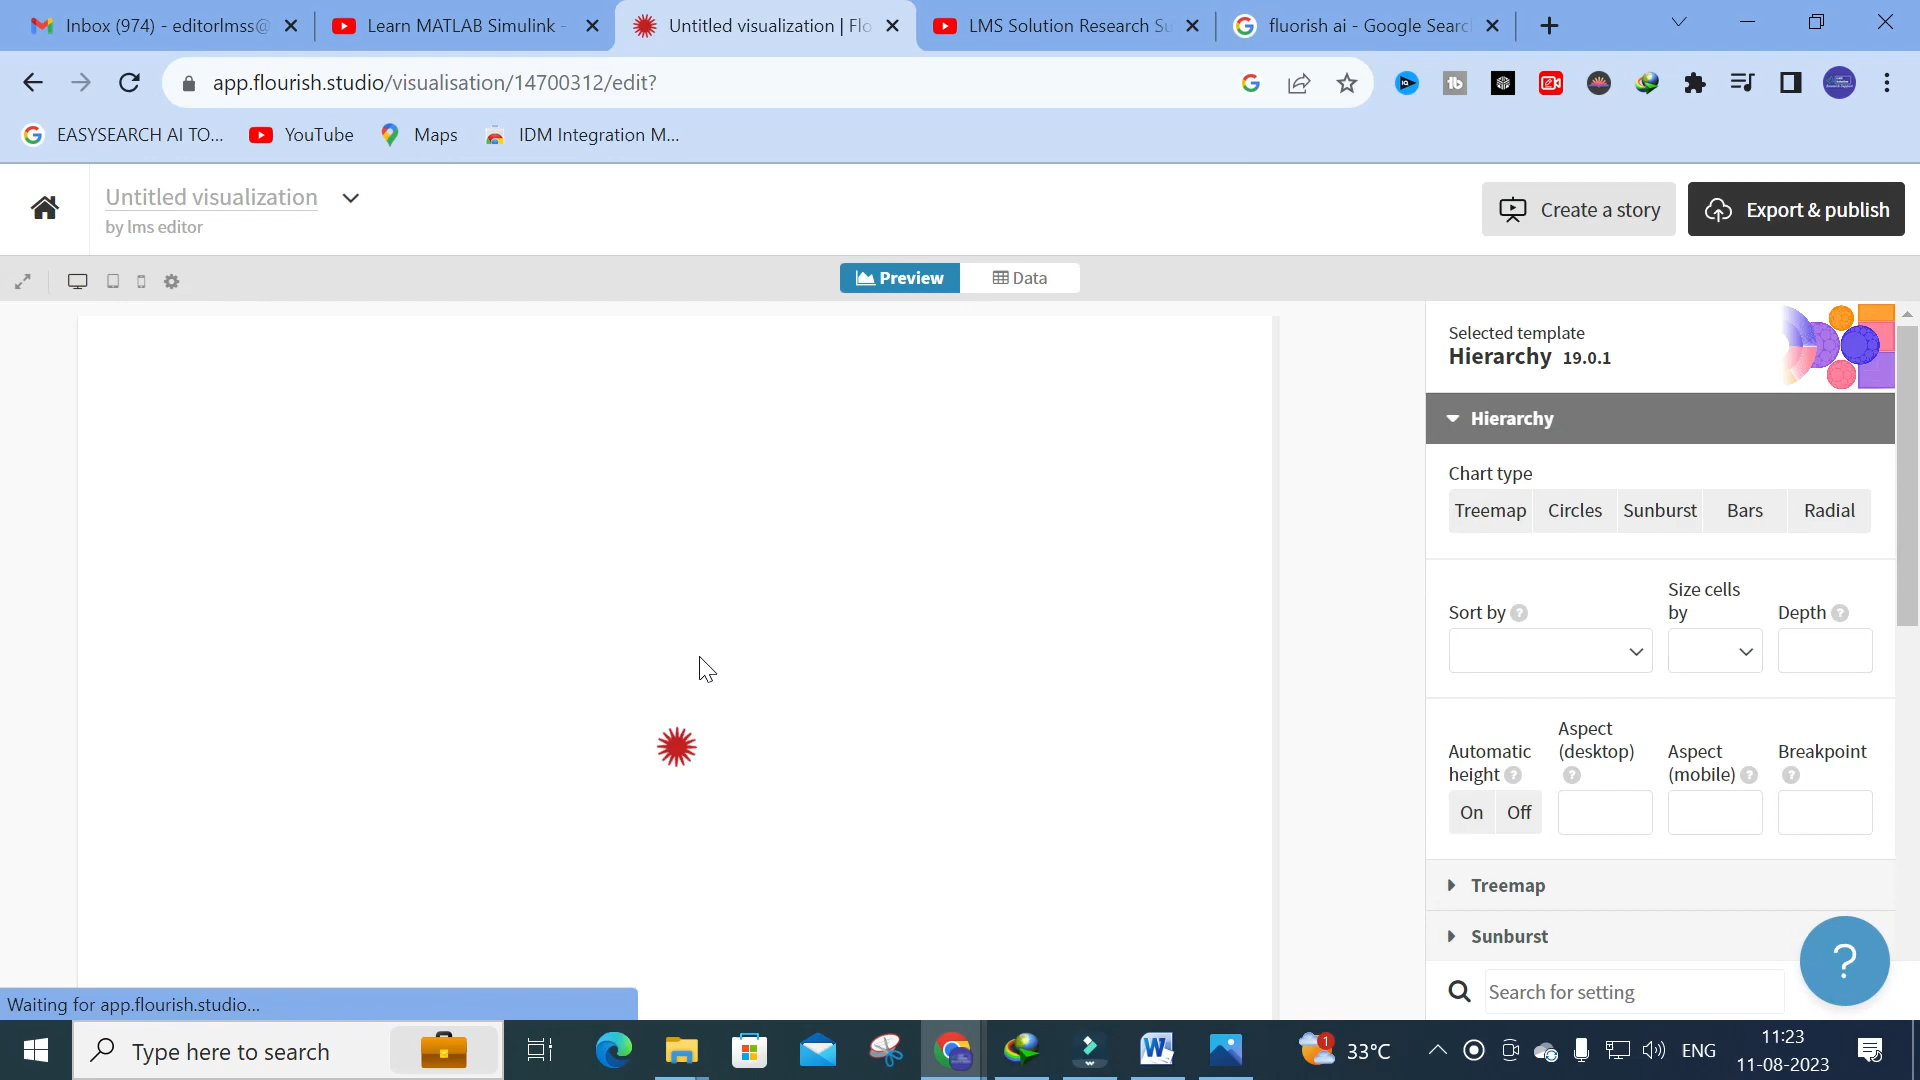 Inbox (974) - editorlmss@
Learn MATLAB Simulink -
Untitled visualization | Flo
LMS Solution Research Su
fluorish ai - Google Searc
app.flourish.studio/visualisation/14700312/edit?
EASYSEARCH AI TO...
YouTube
Maps
IDM Integration M...
Untitled visualization
by lms editor
Create a story
Export & publish
Preview
Data
Selected template
Hierarchy 19.0.1
Hierarchy
Chart type
Treemap Circles Sunburst Bars Radial
Sort by ?
Size cells
by
Depth ?
Automatic
height ?
Aspect
(desktop)
?
Aspect
(mobile) ?
Breakpoint
?
On Off
Treemap
Sunburst
?
Search for setting
Waiting for app.flourish.studio...
Type here to search
1
33°C
ENG
11:23
11-08-2023